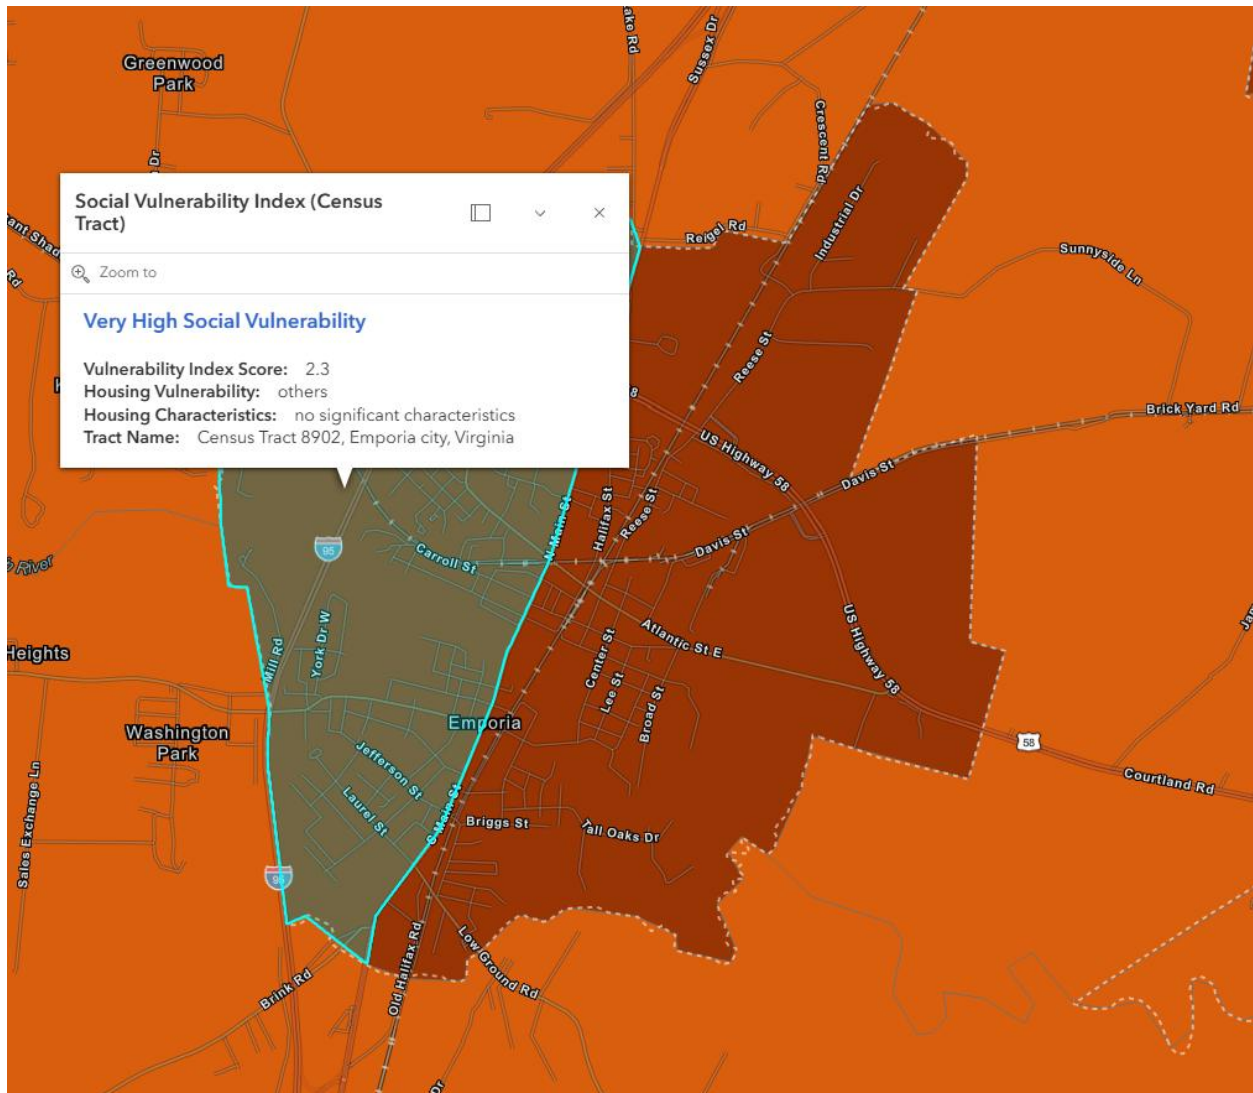 Greenwood
Park
Sussex Dr
Crescent Rd
Industrial Dr
Reigel Rd
Sunnyside Ln
Social Vulnerability Index (Census
Tract)
Zoom to
Very High Social Vulnerability
Vulnerability Index Score: 2.3
Housing Vulnerability: others
Housing Characteristics: no significant characteristics
Tract Name: Census Tract 8902, Emporia city, Virginia
Reese St
Brick Yard Rd
US Highway 58
Davis St
Halifax St
Reese St
N Main St
Davis St
95
Carroll St
River
Heights
Mill Rd
York Dr W
Center St
Lee St
Atlantic St E
Broad St
US Highway 58
58
Courtland Rd
Washington
Park
Emporia
Jefferson St
Laurel St
S Main St
Briggs St
Tall Oaks Dr
Sales Exchange Ln
95
Brink Rd
Old Halifax Rd
Low Ground Rd
Dr